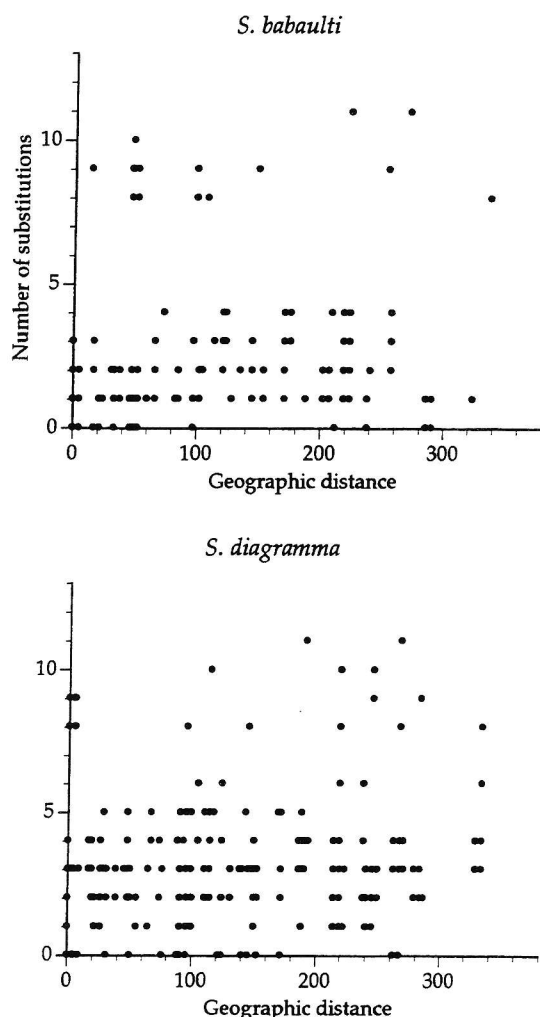 S. babaulti
Number of substitutions
10
5
0
0 100 200 300
Geographic distance
S. diagramma
10
5
0
0 100 200 300
Geographic distance